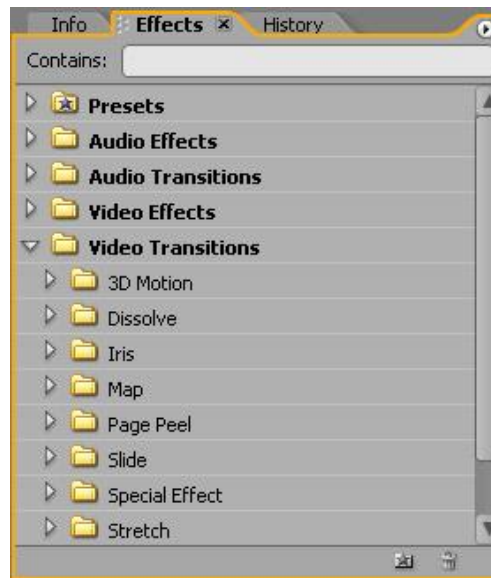 Info Effects History
Contains:
Presets
Audio Effects
Audio Transitions
Video Effects
Video Transitions
3D Motion
Dissolve
Iris
Map
Page Peel
Slide
Special Effect
Stretch